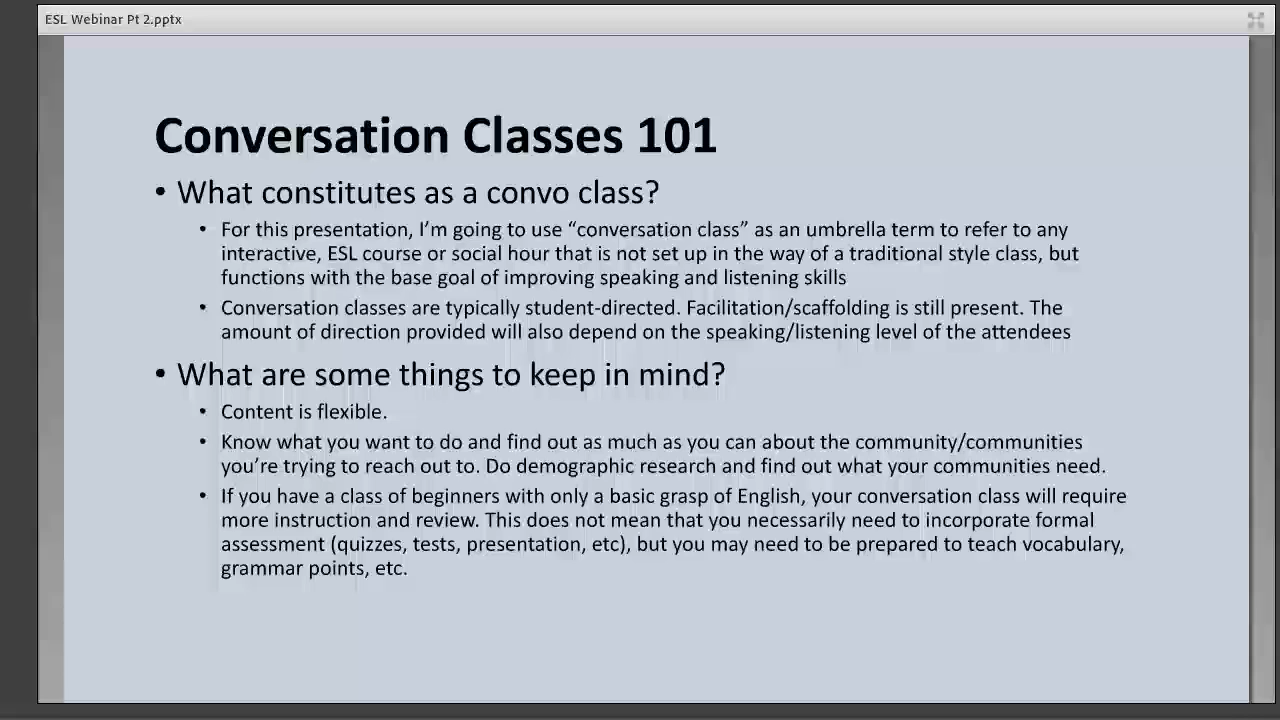 ESL Webinar Pt 2.pptx
Conversation Classes 101
• What constitutes as a convo class?
• For this presentation, I’m going to use “conversation class” as an umbrella term to refer to any
interactive, ESL course or social hour that is not set up in the way of a traditional style class, but
functions with the base goal of improving speaking and listening skills
• Conversation classes are typically student-directed. Facilitation/scaffolding is still present. The
amount of direction provided will also depend on the speaking/listening level of the attendees
• What are some things to keep in mind?
• Content is flexible.
• Know what you want to do and find out as much as you can about the community/communities
you’re trying to reach out to. Do demographic research and find out what your communities need.
• If you have a class of beginners with only a basic grasp of English, your conversation class will require
more instruction and review. This does not mean that you necessarily need to incorporate formal
assessment (quizzes, tests, presentation, etc), but you may need to be prepared to teach vocabulary,
grammar points, etc.